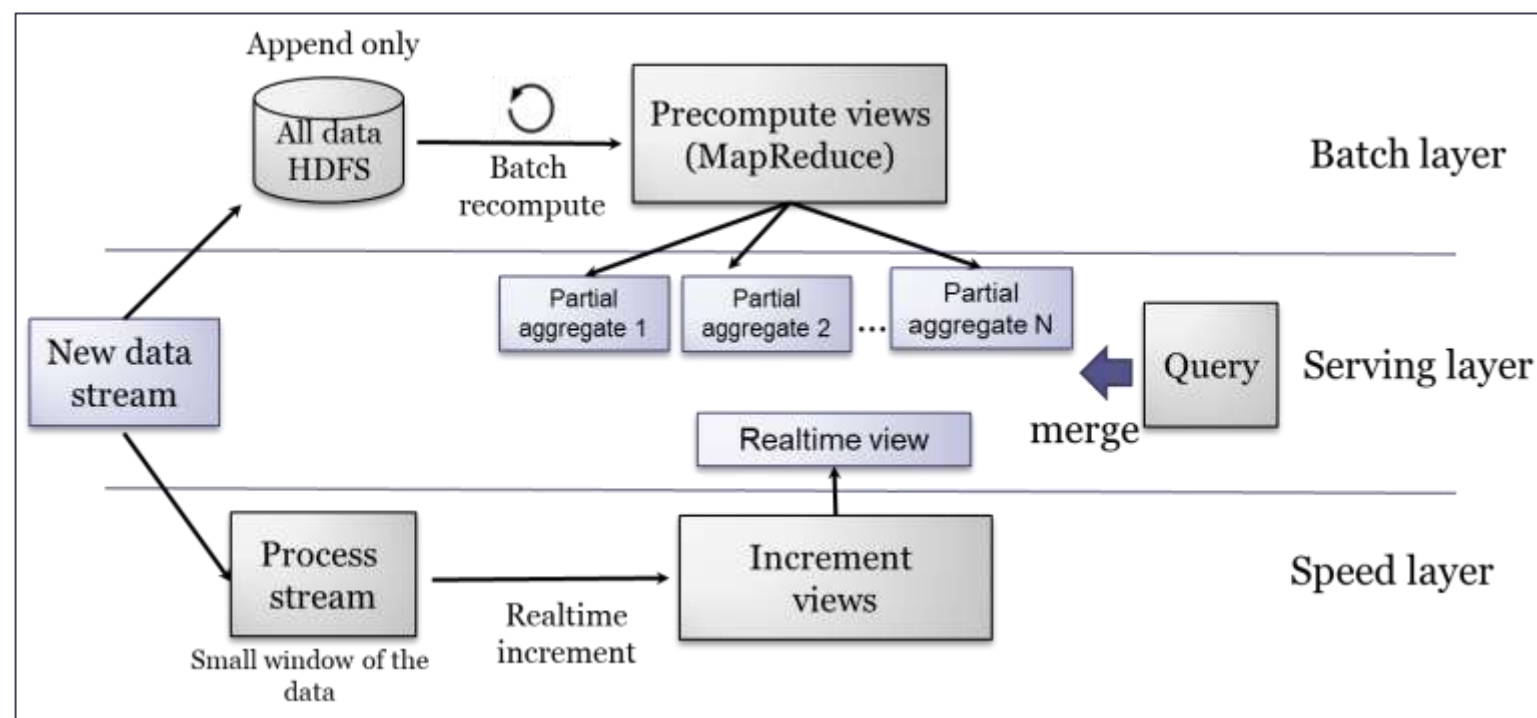 Append only
All data
HDFS
Batch
recompute
Precompute views
(MapReduce)
Batch layer
Partial
aggregate 1
Partial
aggregate 2
...
Partial
aggregate N
New data
stream
Query
Serving layer
merge
Realtime view
Process
stream
Small window of the
data
Realtime
increment
Increment
views
Speed layer